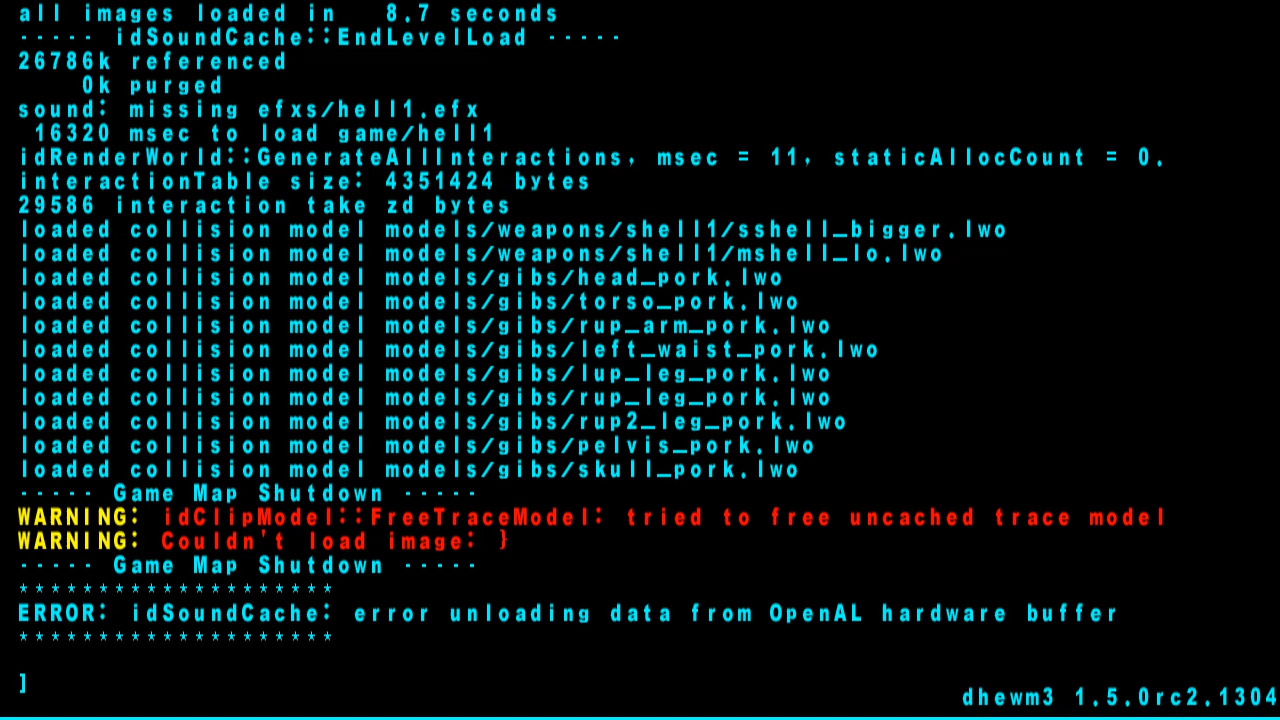 all images loaded in   8.7 seconds
----- idSoundCache::EndLevelLoad -----
26786k referenced
    0k purged
sound: missing efxs/hell1.efx
 16320 msec to load game/hell1
idRenderWorld::GenerateAllInteractions, msec = 11, staticAllocCount = 0.
interactionTable size: 4351424 bytes
29586 interaction take zd bytes
loaded collision model models/weapons/shell1/sshell_bigger.lwo
loaded collision model models/weapons/shell1/mshell_lo.lwo
loaded collision model models/gibs/head_pork.lwo
loaded collision model models/gibs/torso_pork.lwo
loaded collision model models/gibs/rup_arm_pork.lwo
loaded collision model models/gibs/left_waist_pork.lwo
loaded collision model models/gibs/lup_leg_pork.lwo
loaded collision model models/gibs/rup_leg_pork.lwo
loaded collision model models/gibs/rup2_leg_pork.lwo
loaded collision model models/gibs/pelvis_pork.lwo
loaded collision model models/gibs/skull_pork.lwo
----- Game Map Shutdown -----
WARNING: idClipModel::FreeTraceModel: tried to free uncached trace model
WARNING: Couldn't load image: }
----- Game Map Shutdown -----
********************
ERROR: idSoundCache: error unloading data from OpenAL hardware buffer
********************
]
dhewm3 1.5.0rc2.1304